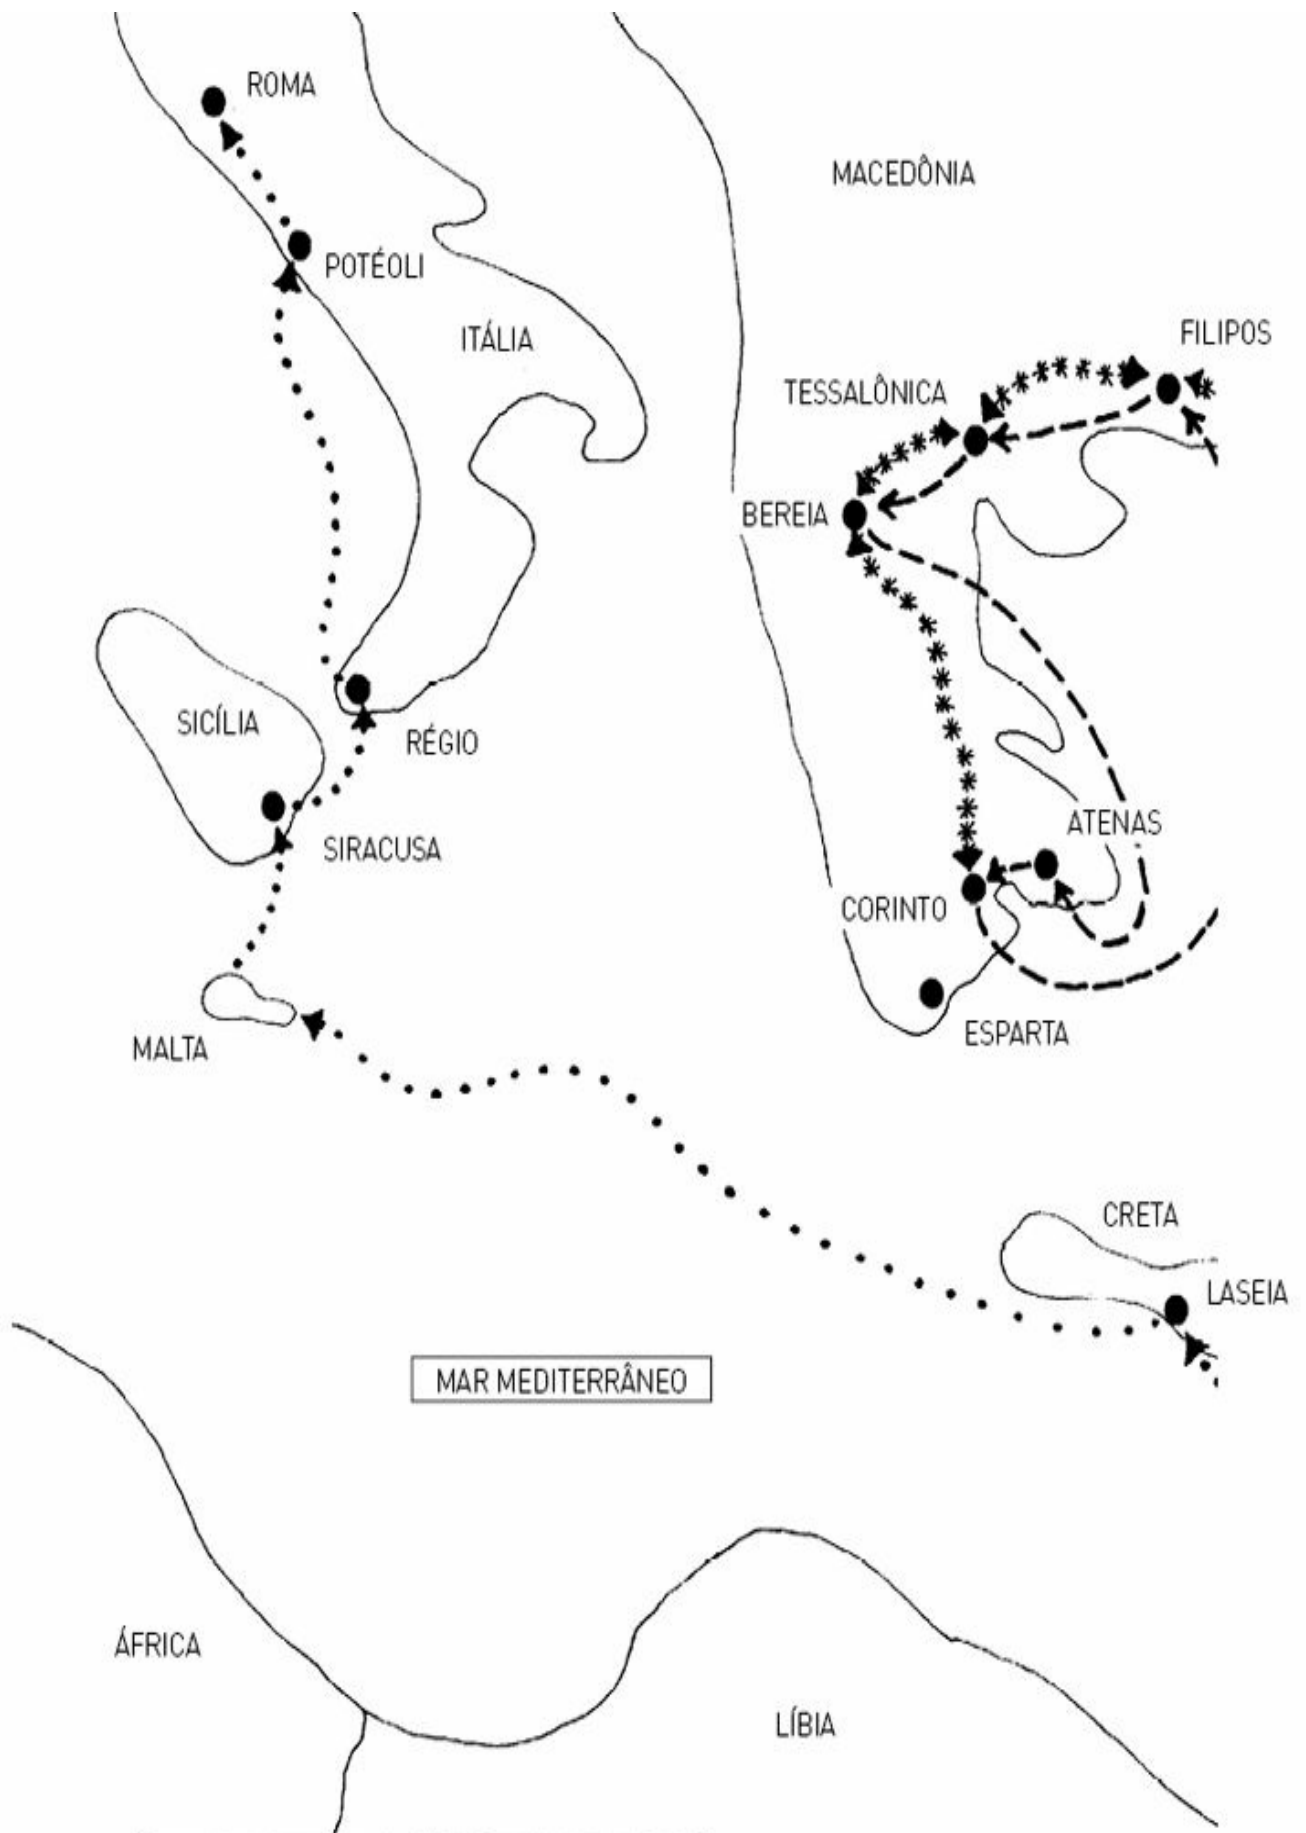 ROMA
MACEDÔNIA
POTÉOLI
ITÁLIA
FILIPOS
TESSALÔNICA
BEREIA
SICÍLIA
RÉGIO
SIRACUSA
ATENAS
CORINTO
ESPARTA
MALTA
CRETA
LASEIA
MAR MEDITERRÂNEO
ÁFRICA
LÍBIA